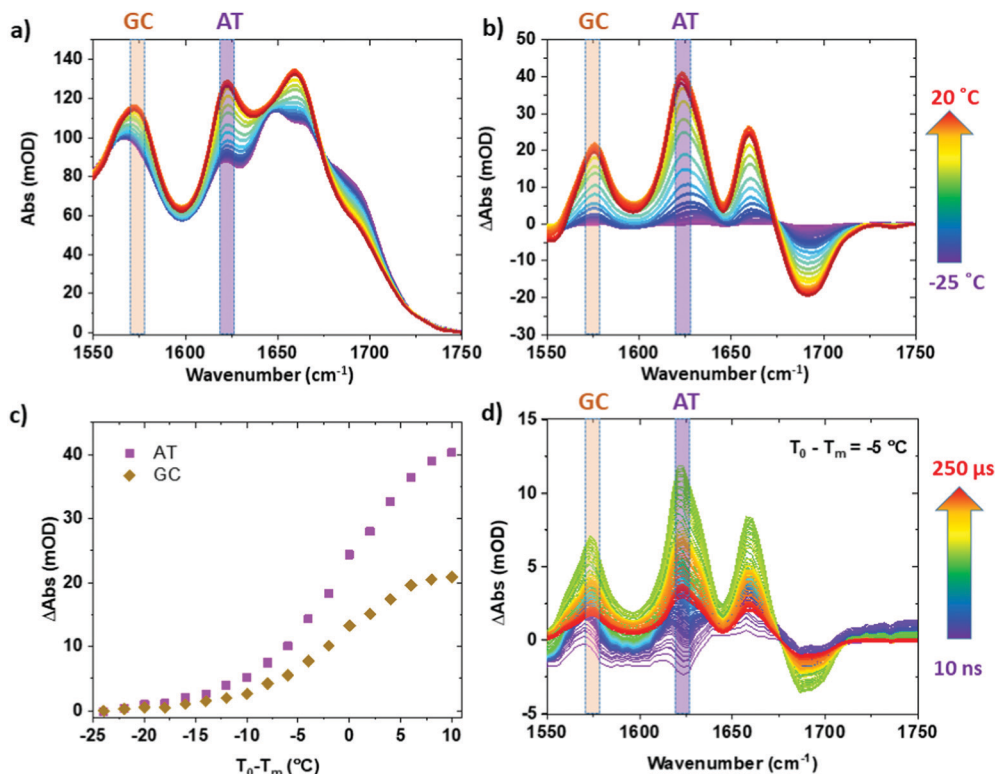 a)
GC AT
Abs (mOD)
140
120
100
80
60
40
20
0
1550 1600 1650 1700 1750
Wavenumber (cm⁻¹)
b)
ΔAbs (mOD)
50
40
30
20
10
0
-10
-20
30
1550 1600 1650 1700 1750
Wavenumber (cm⁻¹)
20 ˚C
-25 ˚C
c)
AT
GC
ΔAbs (mOD)
40
30
20
10
0
-25 -20 -15 -10 -5 0 5 10
T₀-Tₘ (ºC)
d)
GC AT
T₀ - Tₘ = -5 ºC
ΔAbs (mOD)
15
10
5
0
-5
1550 1600 1650 1700 1750
Wavenumber (cm⁻¹)
250 µs
10 ns